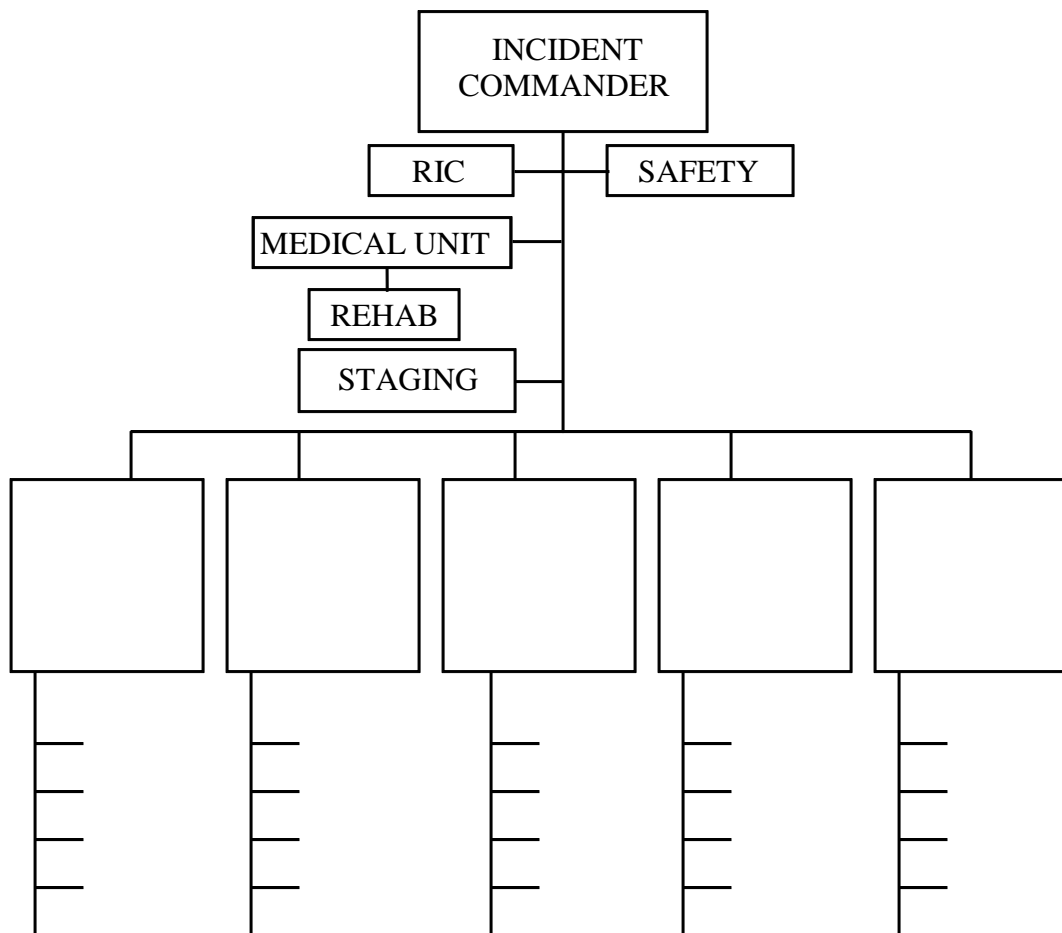 INCIDENT
COMMANDER
RIC
SAFETY
MEDICAL UNIT
REHAB
STAGING